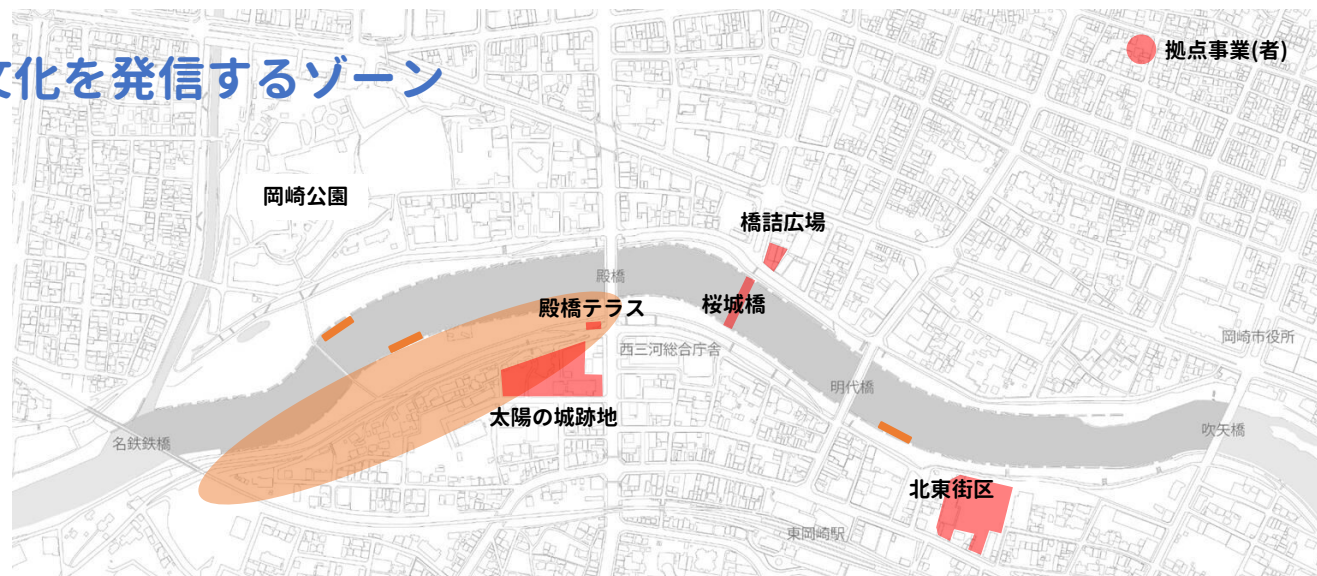 文化を発信するゾーン
拠点事業(者)
岡崎公園
橋詰広場
殿橋
殿橋テラス
桜城橋
西三河総合庁舎
岡崎市役所
明代橋
太陽の城跡地
名鉄鉄橋
吹矢橋
北東街区
東岡崎駅